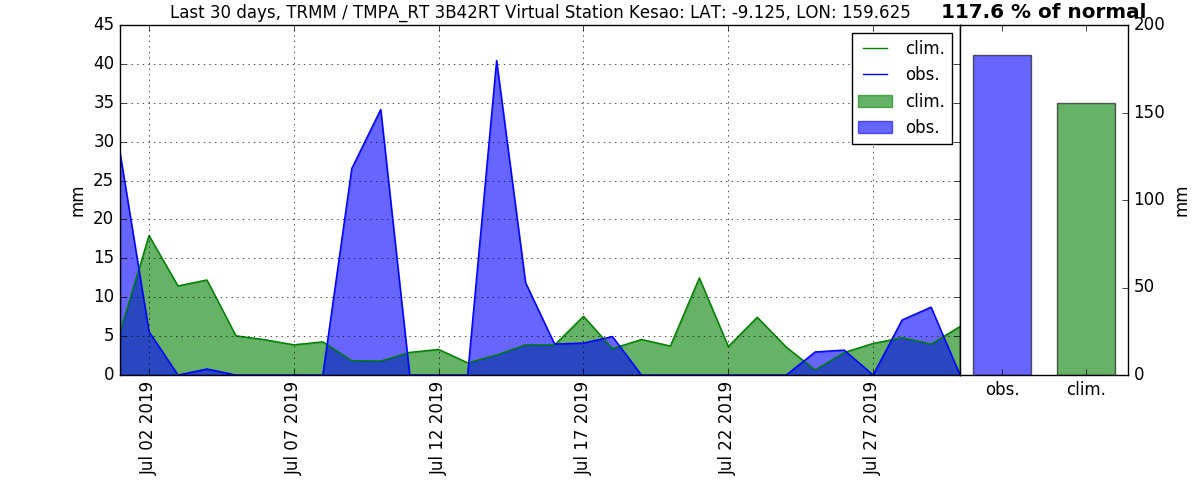 Last 30 days, TRMM / TMPA_RT 3B42RT Virtual Station Kesao: LAT: -9.125, LON: 159.625
117.6 % of normal
45
40
35
30
25
20
15
10
5
0
mm
clim.
obs.
clim.
obs.
Jul 02 2019
Jul 07 2019
Jul 12 2019
Jul 17 2019
Jul 22 2019
Jul 27 2019
200
150
100
50
0
mm
obs.
clim.